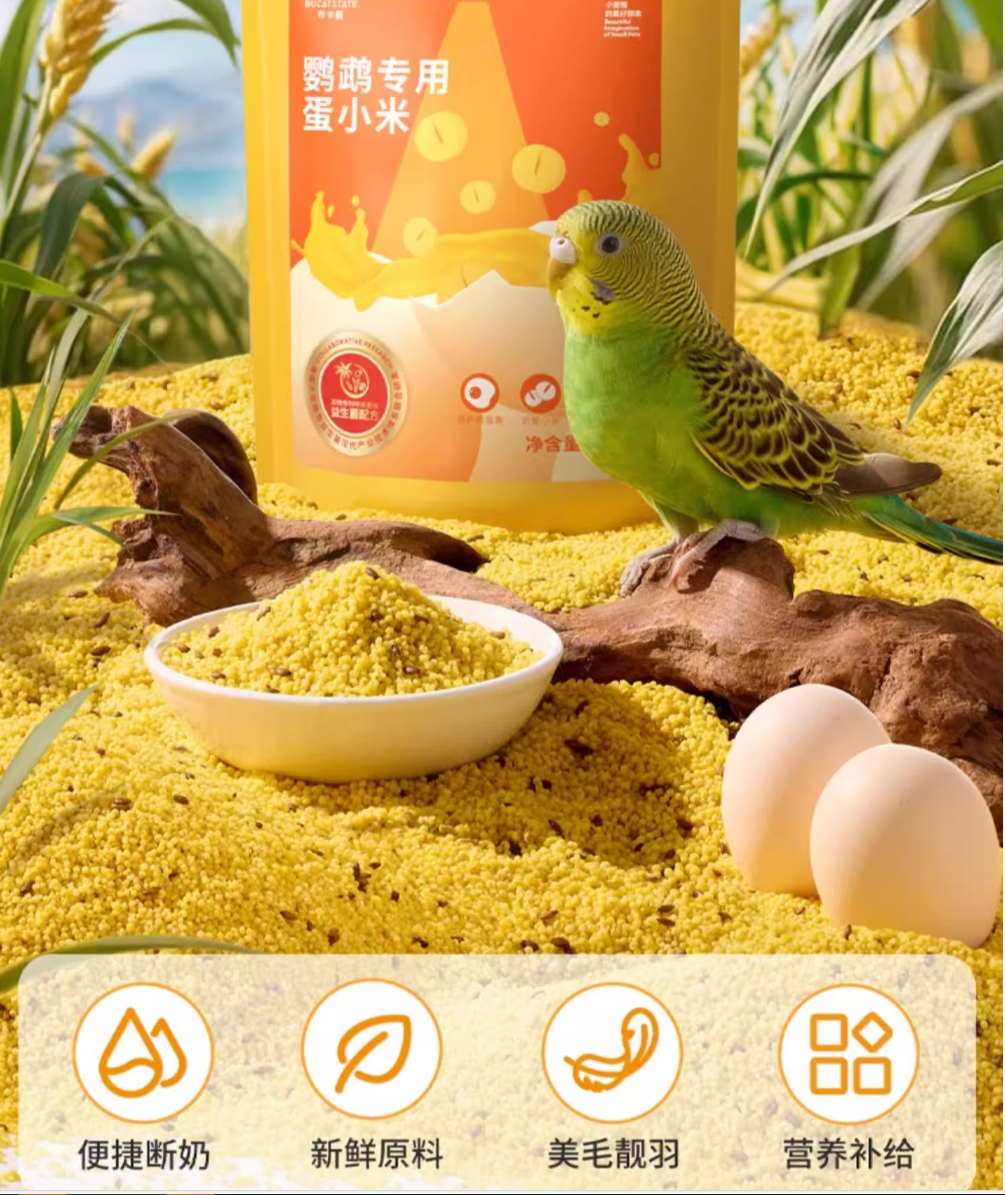 BUCATSTATE
布卡星
小宠物
的美好想象
Beautiful
Imagination
of Small Pets
鹦鹉专用
蛋小米
益生菌配方
净含量
便捷断奶
新鲜原料
美毛靓羽
营养补给